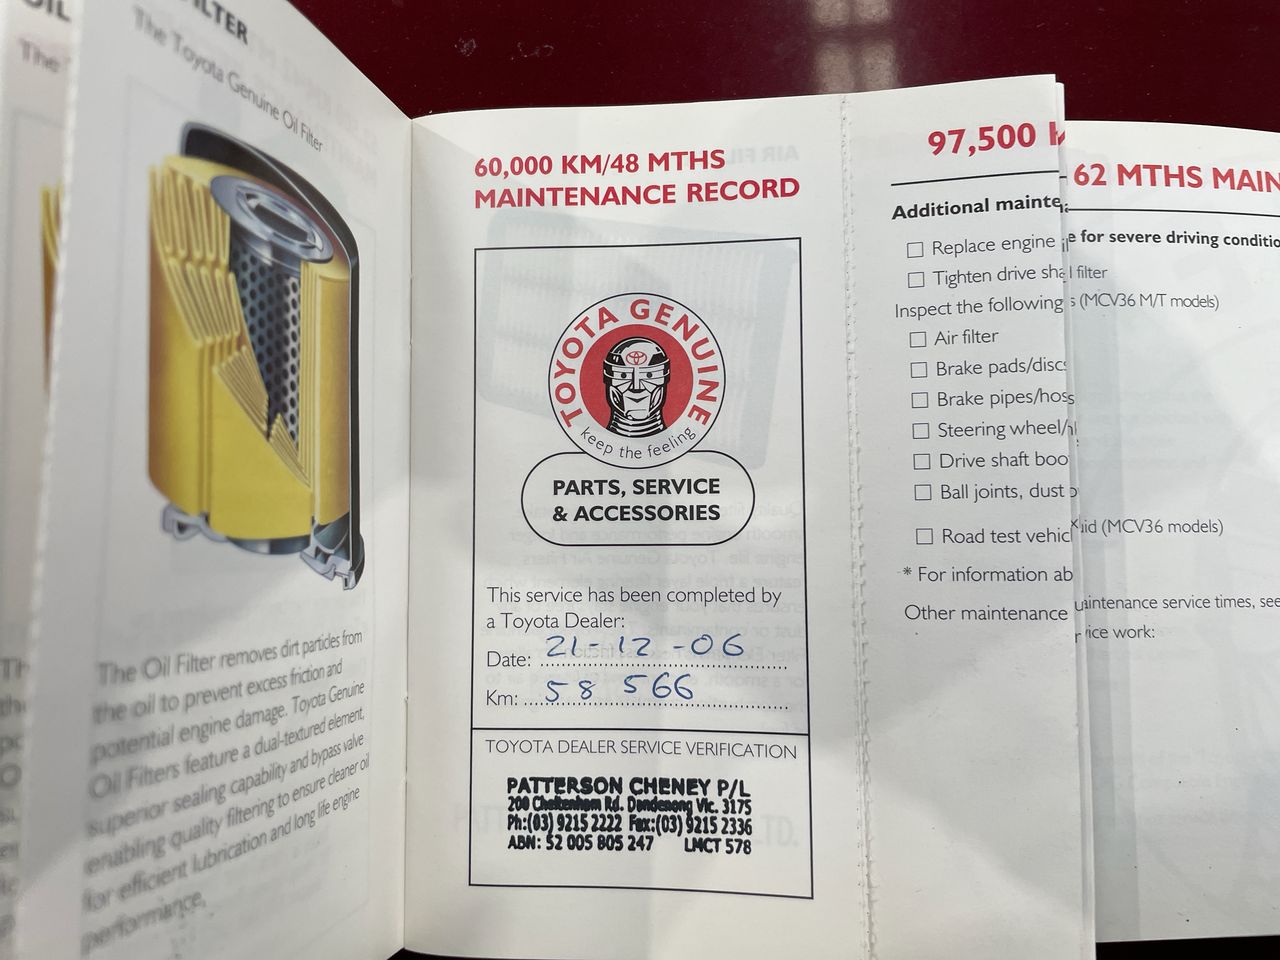 OIL
The
FILTER
The Toyota Genuine Oil Filter
The Oil Filter removes dirt particles from
the oil to prevent excess friction and
potential engine damage. Toyota Genuine
Oil Filters feature a dual-textured element,
superior sealing capability and bypass valve
enabling quality filtering to ensure cleaner oil
for efficient lubrication and long life engine
performance.
60,000 KM/48 MTHS
MAINTENANCE RECORD
TOYOTA GENUINE
keep the feeling
PARTS, SERVICE
& ACCESSORIES
This service has been completed by
a Toyota Dealer:
Date: 21-12-06
Km: 58 566
TOYOTA DEALER SERVICE VERIFICATION
PATTERSON CHENEY P/L
200 Cheltenham Rd. Dandenong Vic. 3175
Ph:(03) 9215 2222 Fax:(03) 9215 2336
ABN: 52 005 805 247 LMCT 578
97,500
Additional mainte
Replace engine
Tighten drive sha
Inspect the following
Air filter
Brake pads/disc
Brake pipes/hos
Steering wheel/
Drive shaft boo
Ball joints, dust
Road test vehic
* For information ab
Other maintenance
62 MTHS MAIN
e for severe driving conditio
l filter
s (MCV36 M/T models)
uid (MCV36 models)
aintenance service times, see
vice work: